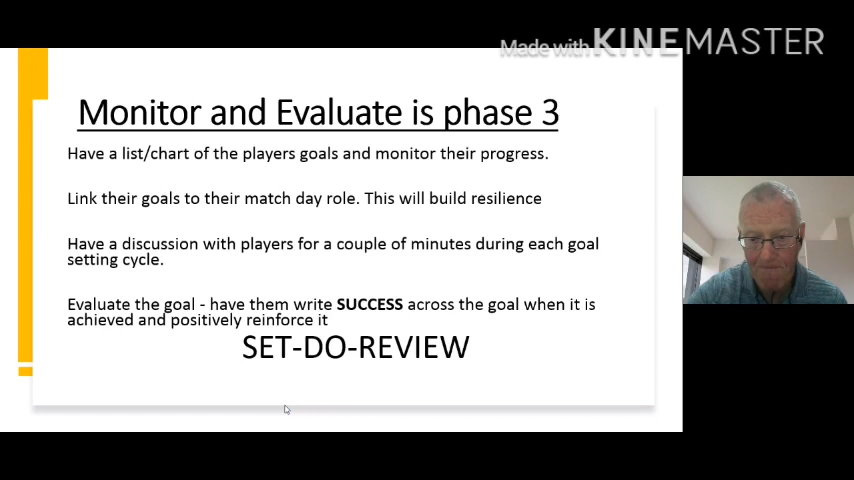 Made with KINEMASTER
Monitor and Evaluate is phase 3
Have a list/chart of the players goals and monitor their progress.
Link their goals to their match day role. This will build resilience
Have a discussion with players for a couple of minutes during each goal
setting cycle.
Evaluate the goal - have them write SUCCESS across the goal when it is
achieved and positively reinforce it
SET-DO-REVIEW